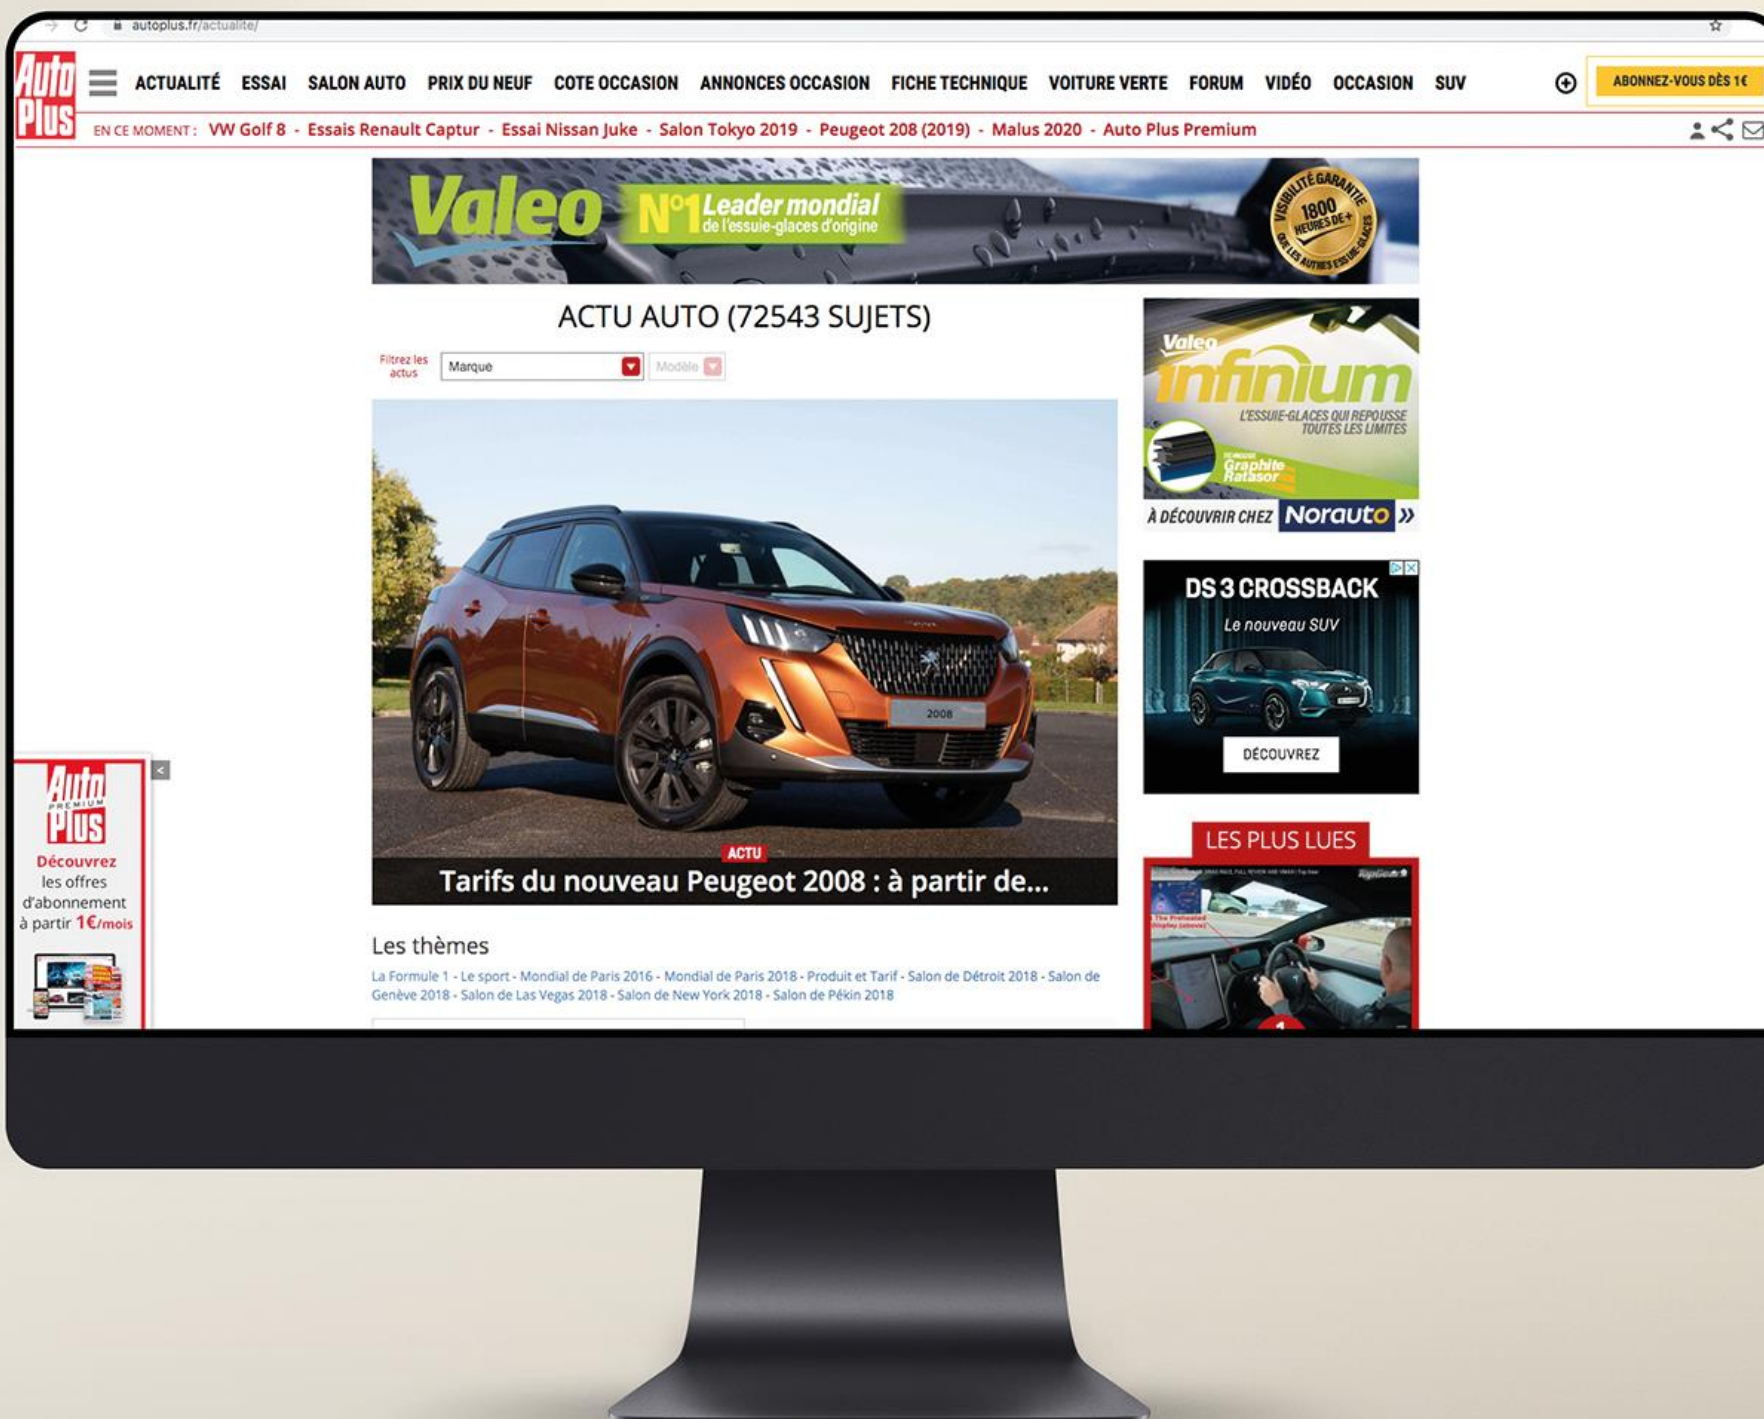 autoplus.fr/actualite/
Auto
Plus
ACTUALITÉ ESSAI SALON AUTO PRIX DU NEUF COTE OCCASION ANNONCES OCCASION FICHE TECHNIQUE VOITURE VERTE FORUM VIDÉO OCCASION SUV
ABONNEZ-VOUS DÈS 1€
EN CE MOMENT : VW Golf 8 - Essais Renault Captur - Essai Nissan Juke - Salon Tokyo 2019 - Peugeot 208 (2019) - Malus 2020 - Auto Plus Premium
Valeo
N°1 Leader mondial
de l'essuie-glaces d'origine
VISIBILITÉ GARANTIE
1800
HEURES DE +
QUE LES AUTRES ESSUIE-GLACES
ACTU AUTO (72543 SUJETS)
Filtrez les
actus
Marque
Modèle
2008
ACTU
Tarifs du nouveau Peugeot 2008 : à partir de...
Les thèmes
La Formule 1 - Le sport - Mondial de Paris 2016 - Mondial de Paris 2018 - Produit et Tarif - Salon de Détroit 2018 - Salon de
Genève 2018 - Salon de Las Vegas 2018 - Salon de New York 2018 - Salon de Pékin 2018
Valeo
infinium
L'ESSUIE-GLACES QUI REPOUSSE
TOUTES LES LIMITES
Graphite
À DÉCOUVRIR CHEZ Norauto »
DS 3 CROSSBACK
Le nouveau SUV
DÉCOUVREZ
LES PLUS LUES
TopGear
1
Auto
PREMIUM
Plus
Découvrez
les offres
d'abonnement
à partir 1€/mois